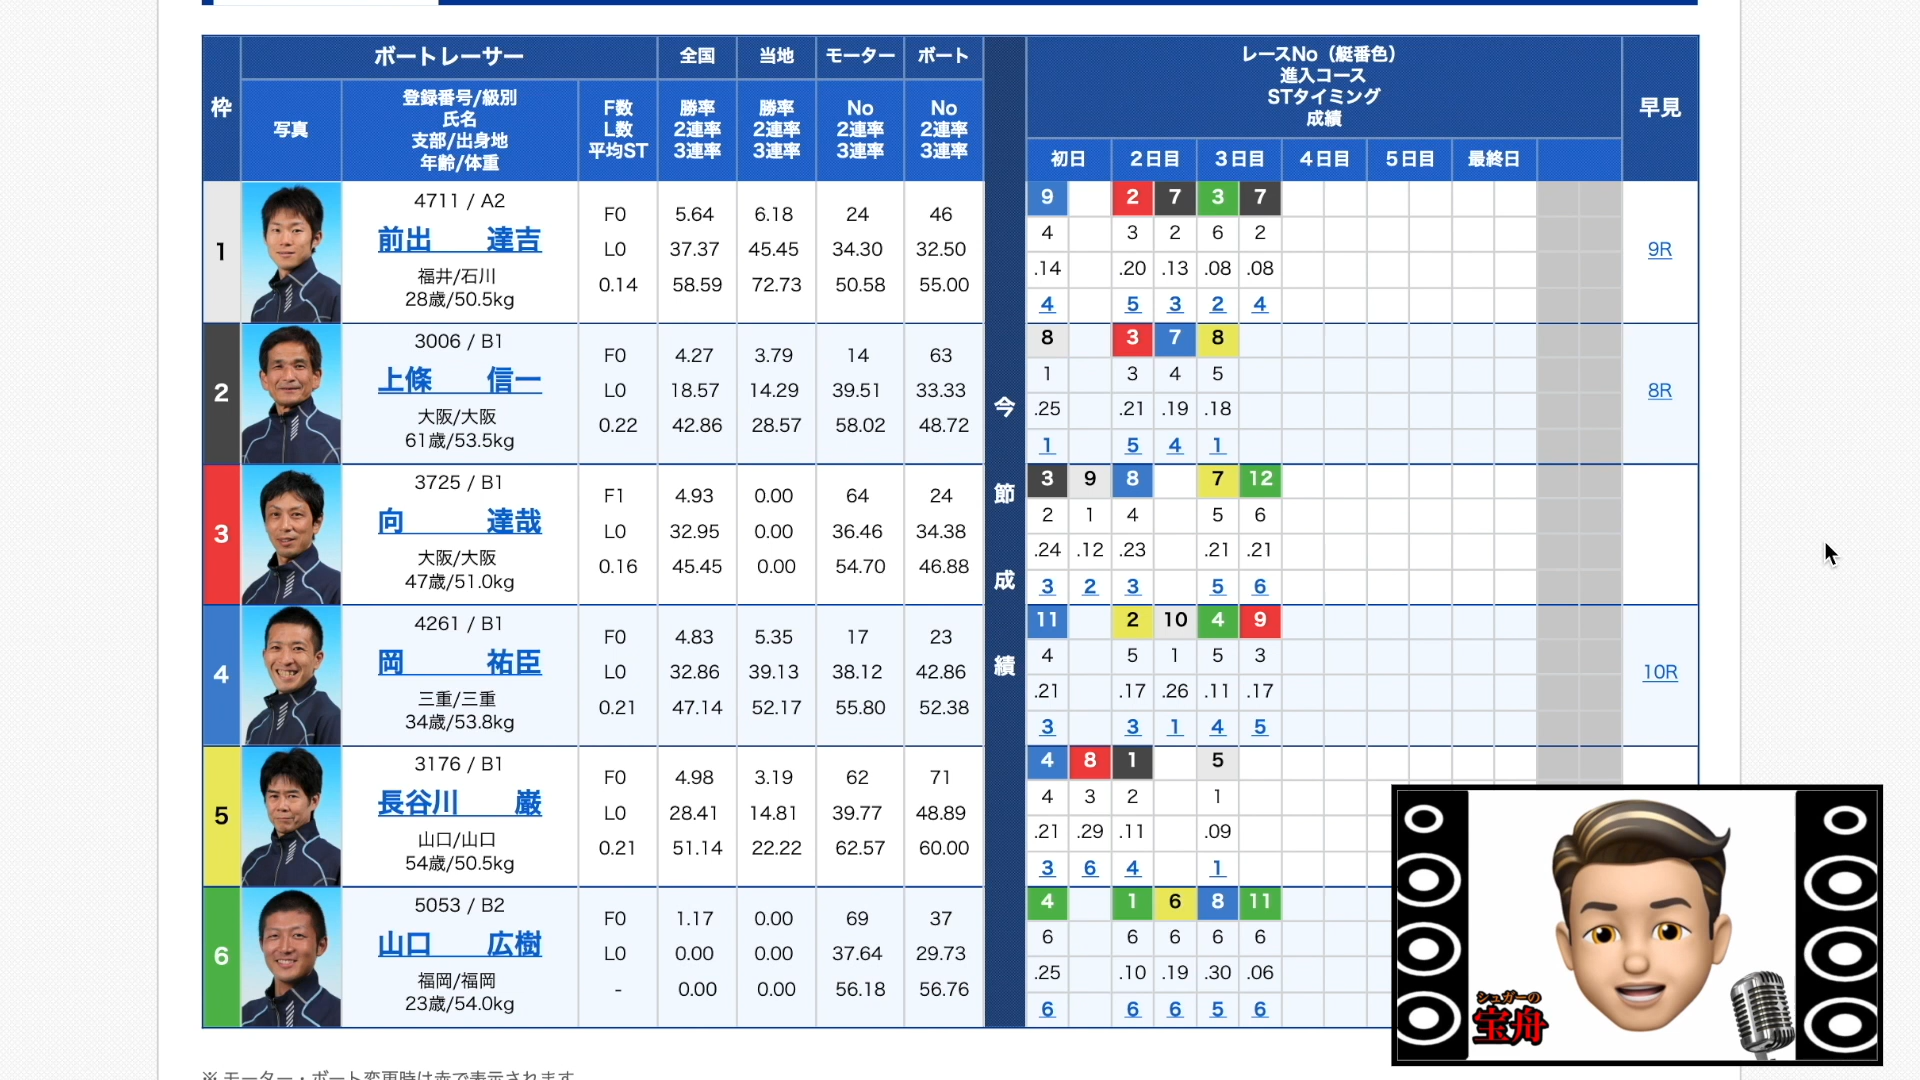 枠 ボートレーサー 全国 当地 モーター ボート レースNo（艇番色） 早見
進入コース
STタイミング
成績
写真 登録番号/級別 F数 勝率 勝率 No No
氏名 L数 2連率 2連率 2連率 2連率
支部/出身地 平均ST 3連率 3連率 3連率 3連率
年齢/体重
初日 2日目 3日目 4日目 5日目 最終日
今節成績
1 4711 / A2 9 2 7 3 7
前出 達吉 F0 5.64 6.18 24 46 4 3 2 6 2 9R
福井/石川 L0 37.37 45.45 34.30 32.50 .14 .20 .13 .08 .08
28歳/50.5kg 0.14 58.59 72.73 50.58 55.00 4 5 3 2 4
2 3006 / B1 8 3 7 8
上條 信一 F0 4.27 3.79 14 63 1 3 4 5 8R
大阪/大阪 L0 18.57 14.29 39.51 33.33 .25 .21 .19 .18
61歳/53.5kg 0.22 42.86 28.57 58.02 48.72 1 5 4 1
3 3725 / B1 3 9 8 7 12
向 達哉 F1 4.93 0.00 64 24 2 1 4 5 6
大阪/大阪 L0 32.95 0.00 36.46 34.38 .24 .12 .23 .21 .21
47歳/51.0kg 0.16 45.45 0.00 54.70 46.88 3 2 3 5 6
4 4261 / B1 11 2 10 4 9
岡 祐臣 F0 4.83 5.35 17 23 4 5 1 5 3 10R
三重/三重 L0 32.86 39.13 38.12 42.86 .21 .17 .26 .11 .17
34歳/53.8kg 0.21 47.14 52.17 55.80 52.38 3 3 1 4 5
5 3176 / B1 4 8 1 5
長谷川 巌 F0 4.98 3.19 62 71 4 3 2 1
山口/山口 L0 28.41 14.81 39.77 48.89 .21 .29 .11 .09
54歳/50.5kg 0.21 51.14 22.22 62.57 60.00 3 6 4 1
6 5053 / B2 4 1 6 8 11
山口 広樹 F0 1.17 0.00 69 37 6 6 6 6 6
福岡/福岡 L0 0.00 0.00 37.64 29.73 .25 .10 .19 .30 .06
23歳/54.0kg - 0.00 0.00 56.18 56.76 6 6 6 5 6
シュガーの
宝舟
※ モーター・ボート変更時は赤で表示されます